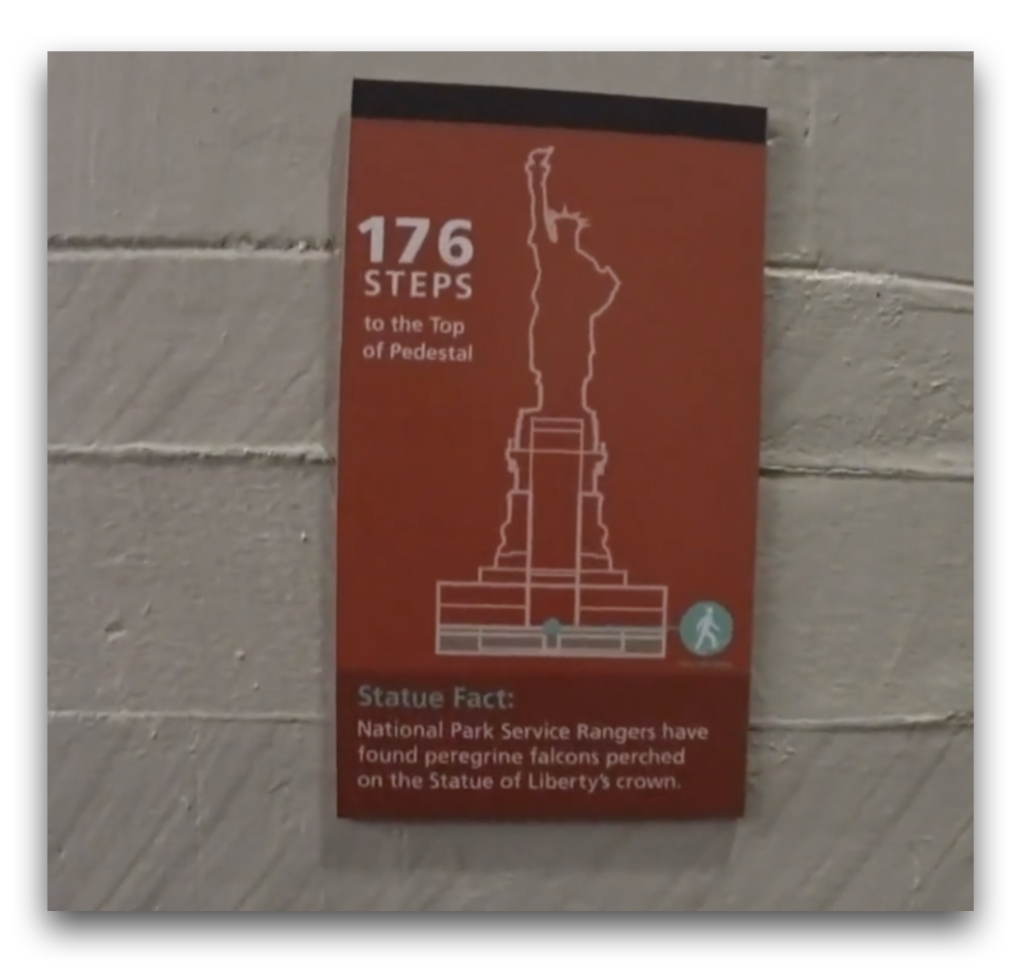 176
STEPS
to the Top
of Pedestal
Statue Fact:
National Park Service Rangers have
found peregrine falcons perched
on the Statue of Liberty's crown.